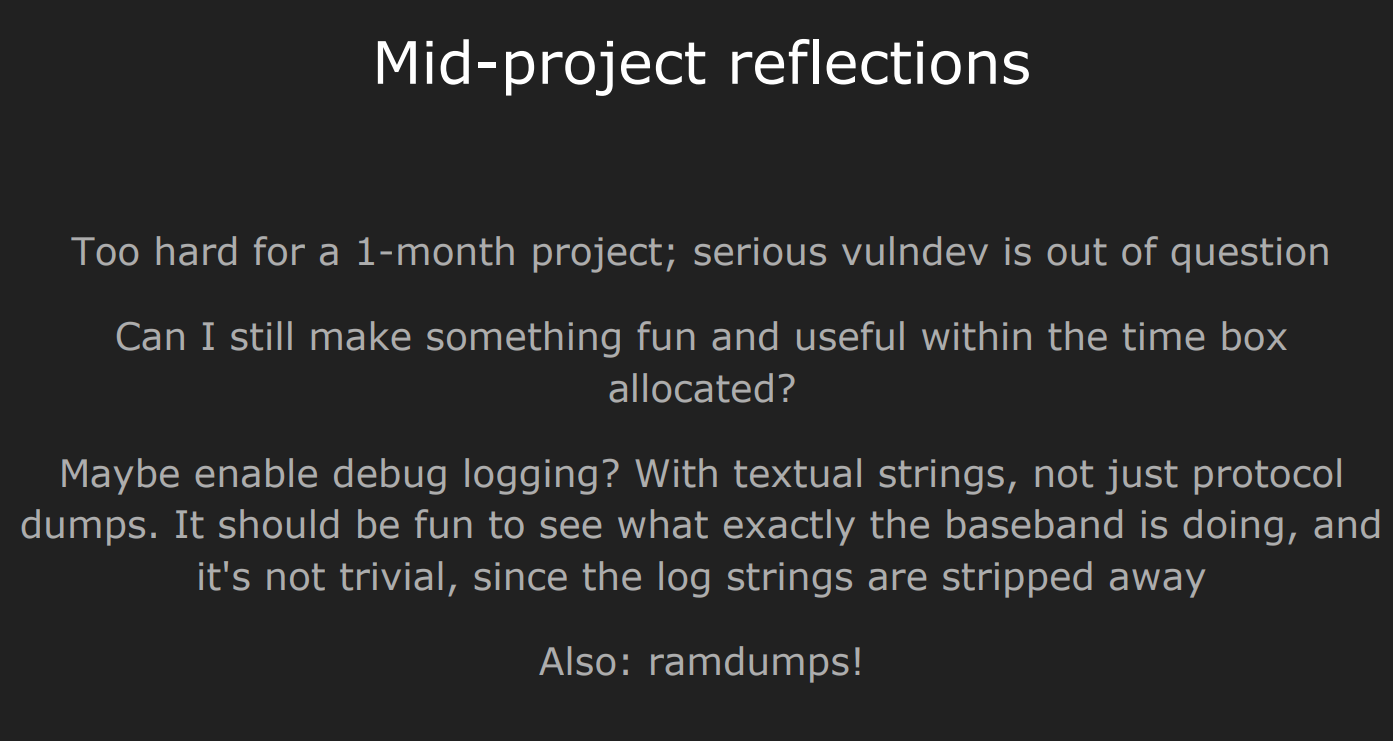 Mid-project reflections
Too hard for a 1-month project; serious vulndev is out of question
Can I still make something fun and useful within the time box
allocated?
Maybe enable debug logging? With textual strings, not just protocol
dumps. It should be fun to see what exactly the baseband is doing, and
it's not trivial, since the log strings are stripped away
Also: ramdumps!